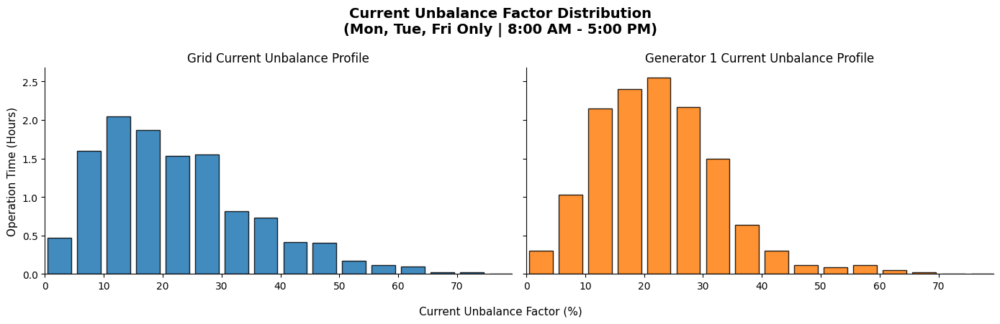 Current Unbalance Factor Distribution
(Mon, Tue, Fri Only | 8:00 AM - 5:00 PM)
Grid Current Unbalance Profile
Generator 1 Current Unbalance Profile
Operation Time (Hours)
2.5
2.0
1.5
1.0
0.5
0.0
0 10 20 30 40 50 60 70
0 10 20 30 40 50 60 70
Current Unbalance Factor (%)